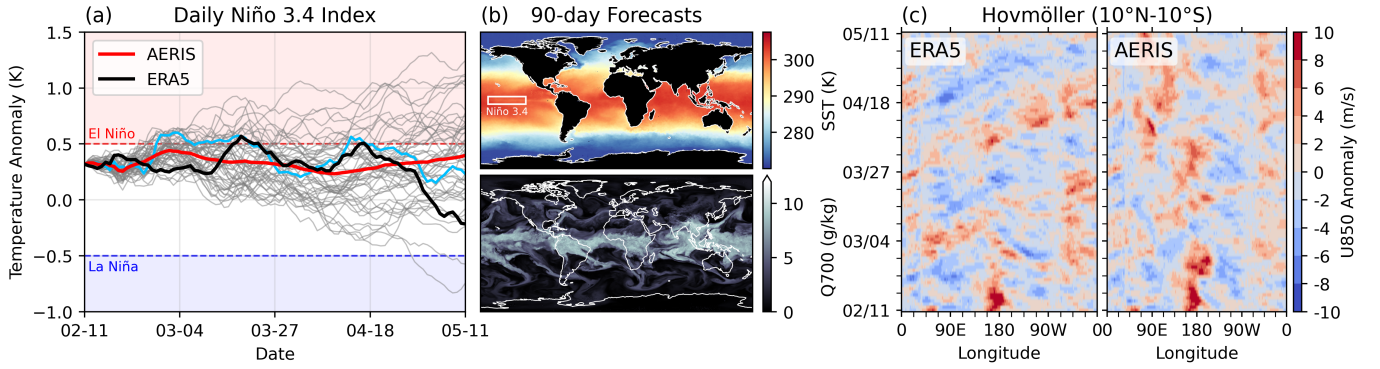 (a) Daily Niño 3.4 Index
Temperature Anomaly (K)
1.5
1.0
0.5
0.0
−0.5
−1.0
AERIS
ERA5
El Niño
La Niña
02-11 03-04 03-27 04-18 05-11
Date
(b) 90-day Forecasts
Niño 3.4
300
290
280
SST (K)
10
5
0
Q700 (g/kg)
(c) Hovmöller (10°N-10°S)
05/11
04/18
03/27
03/04
02/11
ERA5
AERIS
0 90E 180 90W 00 90E 180 90W 0
Longitude Longitude
10
8
6
4
2
0
-2
-4
-6
-8
-10
U850 Anomaly (m/s)